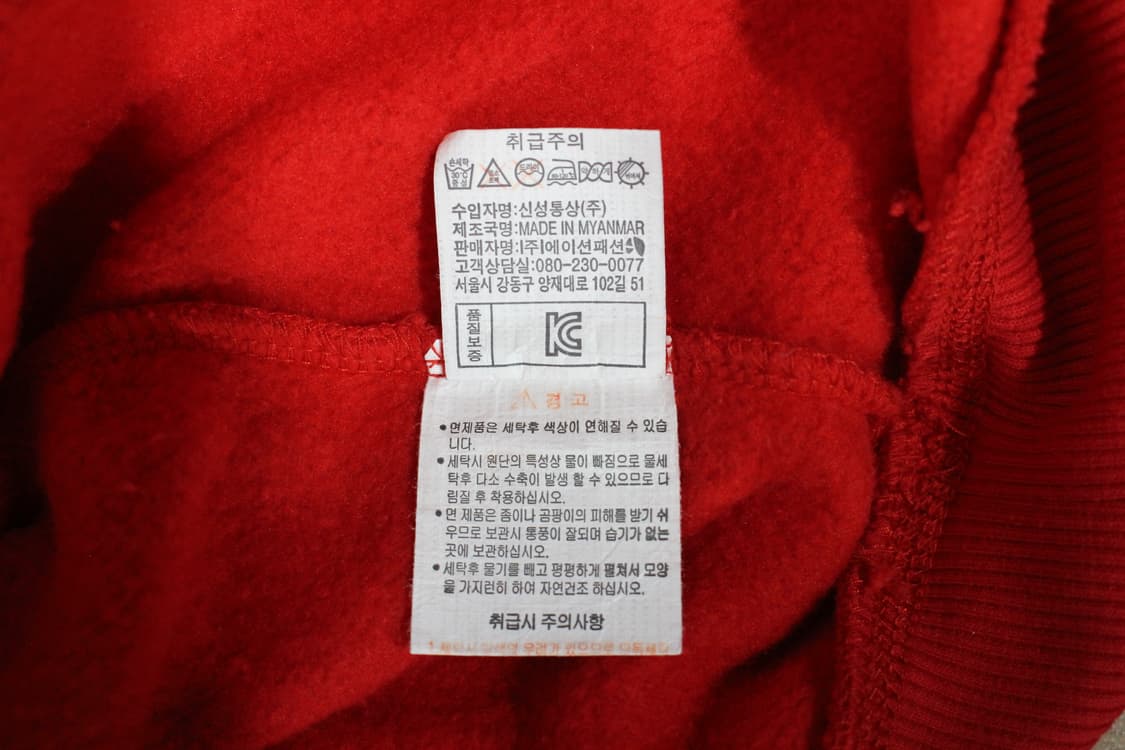 취급주의
손세탁
30℃
중성
드라이
약하게
수입자명:신성통상(주)
제조국명:MADE IN MYANMAR
판매자명:(주)에이션패션
고객상담실:080-230-0077
서울시 강동구 양재대로 102길 51
품질보증
경고
•면제품은 세탁후 색상이 연해질 수 있습
니다.
•세탁시 원단의 특성상 물이 빠짐으로 물세
탁후 다소 수축이 발생 할 수 있으므로 다
림질 후 착용하십시오.
•면 제품은 좀이나 곰팡이의 피해를 받기 쉬
우므로 보관시 통풍이 잘되며 습기가 없는
곳에 보관하십시오.
•세탁후 물기를 빼고 평평하게 펼쳐서 모양
을 가지런히 하여 자연건조 하십시오.
취급시 주의사항